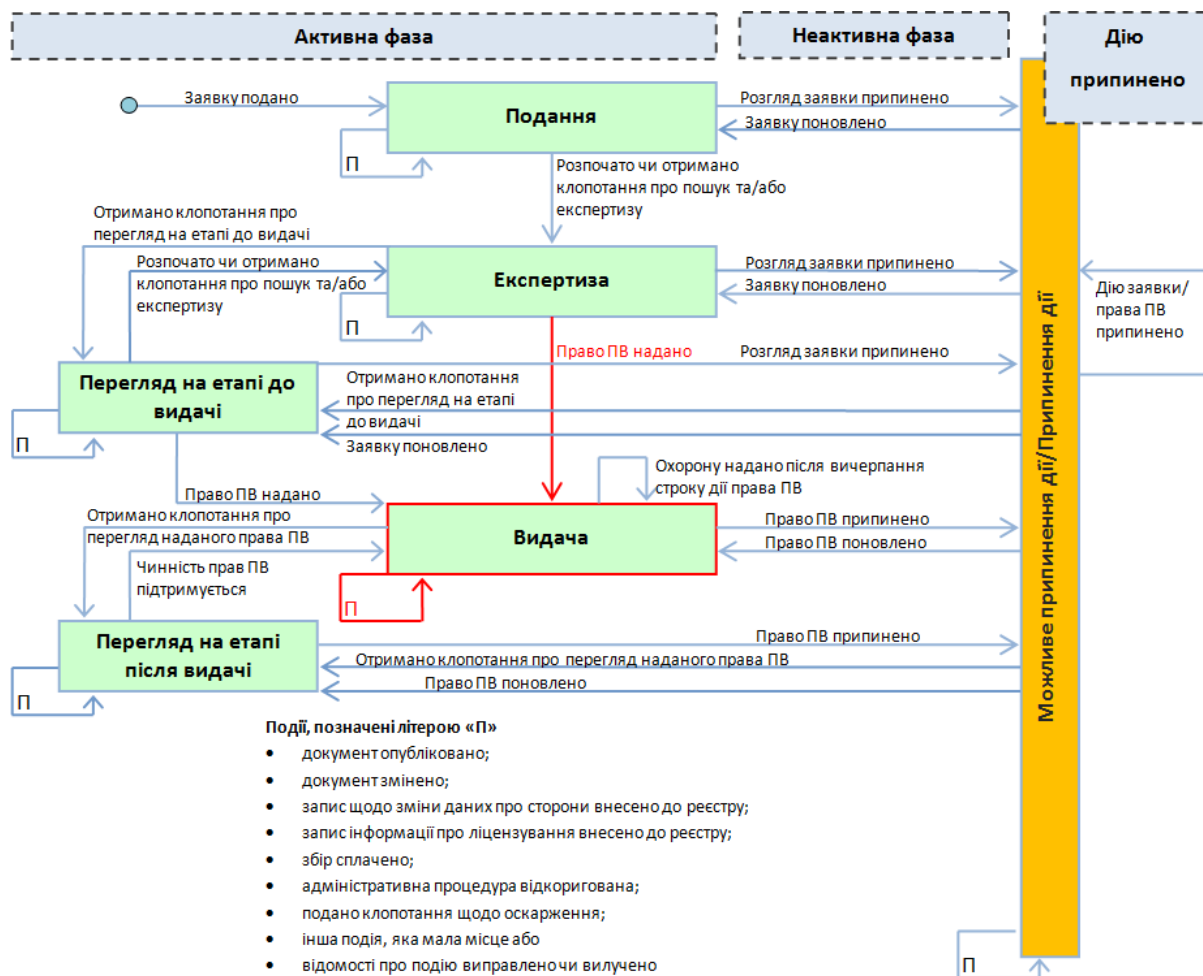 Активна фаза
Неактивна фаза
Дію
припинено
Заявку подано
Подання
Розгляд заявки припинено
Заявку поновлено
П
Розпочато чи отримано
клопотання про пошук та/або
експертизу
Отримано клопотання про
перегляд на етапі до видачі
Розпочато чи отримано
клопотання про пошук та/або
експертизу
Експертиза
Розгляд заявки припинено
Заявку поновлено
П
Дію заявки/
права ПВ
припинено
Право ПВ надано
Розгляд заявки припинено
Перегляд на етапі до
видачі
Отримано клопотання
про перегляд на етапі
до видачі
Заявку поновлено
П
Право ПВ надано
Охорону надано після вичерпання
строку дії права ПВ
Отримано клопотання про
перегляд наданого права ПВ
Видача
Право ПВ припинено
Право ПВ поновлено
Чинність прав ПВ
підтримується
П
Перегляд на етапі
після видачі
Право ПВ припинено
Отримано клопотання про перегляд наданого права ПВ
Право ПВ поновлено
П
Можливе припинення дії/Припинення дії
Події, позначені літерою «П»
• документ опубліковано;
• документ змінено;
• запис щодо зміни даних про сторони внесено до реєстру;
• запис інформації про ліцензування внесено до реєстру;
• збір сплачено;
• адміністративна процедура відкоригована;
• подано клопотання щодо оскарження;
• інша подія, яка мала місце або
• відомості про подію виправлено чи вилучено
П